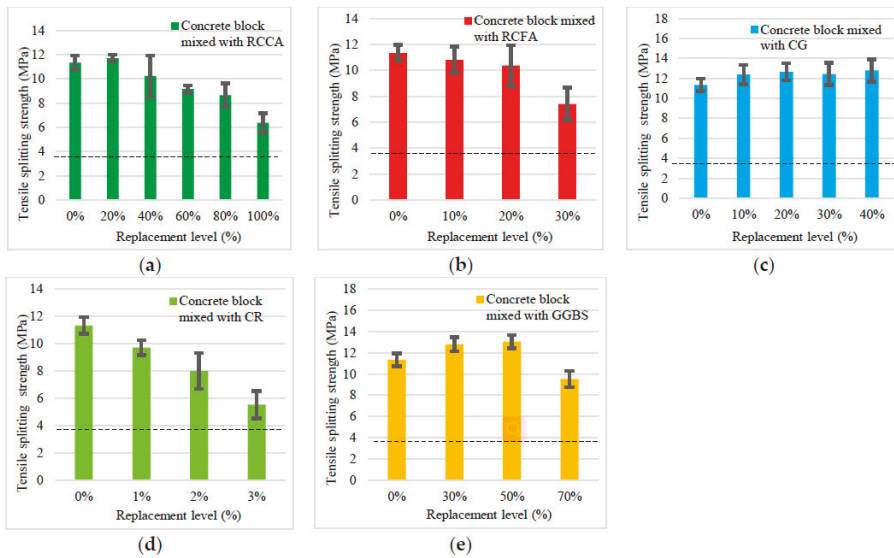 14
12
10
8
6
4
2
0
Tensile splitting strength (MPa)
Concrete block
mixed with RCCA
0% 20% 40% 60% 80% 100%
Replacement level (%)
(a)
14
12
10
8
6
4
2
0
Tensile splitting strength (MPa)
Concrete block
mixed with RCFA
0% 10% 20% 30%
Replacement level (%)
(b)
18
16
14
12
10
8
6
4
2
0
Tensile splitting strength (MPa)
Concrete block mixed
with CG
0% 10% 20% 30% 40%
Replacement level (%)
(c)
14
12
10
8
6
4
2
0
Tensile splitting strength (MPa)
Concrete block
mixed with CR
0% 1% 2% 3%
Replacement level (%)
(d)
18
16
14
12
10
8
6
4
2
0
Tensile splitting strength (MPa)
Concrete block
mixed with GGBS
0% 30% 50% 70%
Replacement level (%)
(e)